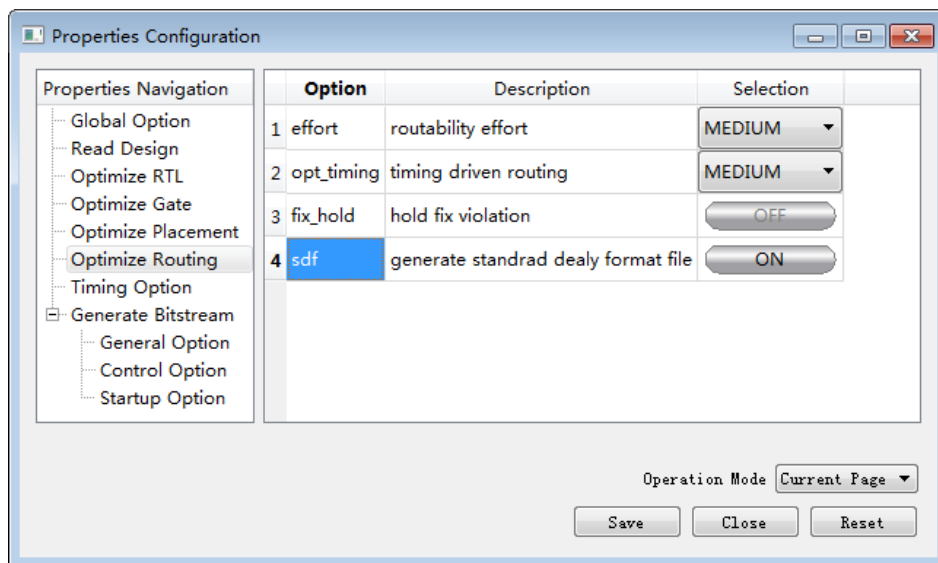 Properties Configuration
Properties Navigation
Global Option
Read Design
Optimize RTL
Optimize Gate
Optimize Placement
Optimize Routing
Timing Option
Generate Bitstream
General Option
Control Option
Startup Option
Option Description Selection
1 effort routability effort MEDIUM
2 opt_timing timing driven routing MEDIUM
3 fix_hold hold fix violation OFF
4 sdf generate standrad dealy format file ON
Operation Mode Current Page
Save Close Reset